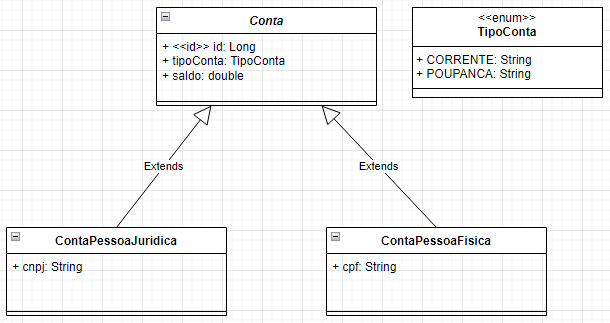 Conta
+ <<id>> id: Long
+ tipoConta: TipoConta
+ saldo: double
<<enum>>
TipoConta
+ CORRENTE: String
+ POUPANCA: String
Extends
Extends
ContaPessoaJuridica
+ cnpj: String
ContaPessoaFisica
+ cpf: String